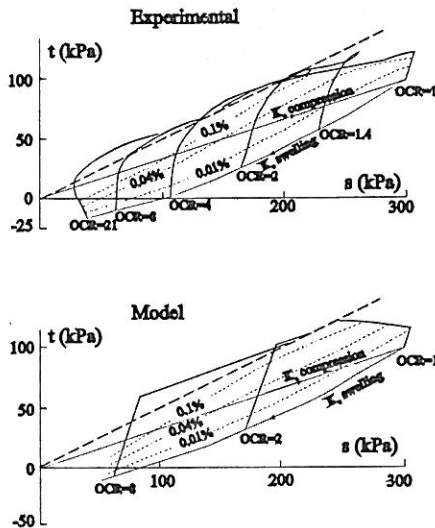 Experimental
t (kPa)
100
50
0
-25
0.1%
0.04%
0.01%
K₀ compression
K₀ swelling
OCR=1
OCR=1.4
OCR=2
OCR=4
OCR=8
OCR=21
s (kPa)
100
200
300
Model
t (kPa)
100
50
0
-50
0.1%
0.04%
0.01%
compression
swelling
OCR=1
OCR=2
OCR=8
s (kPa)
100
200
300